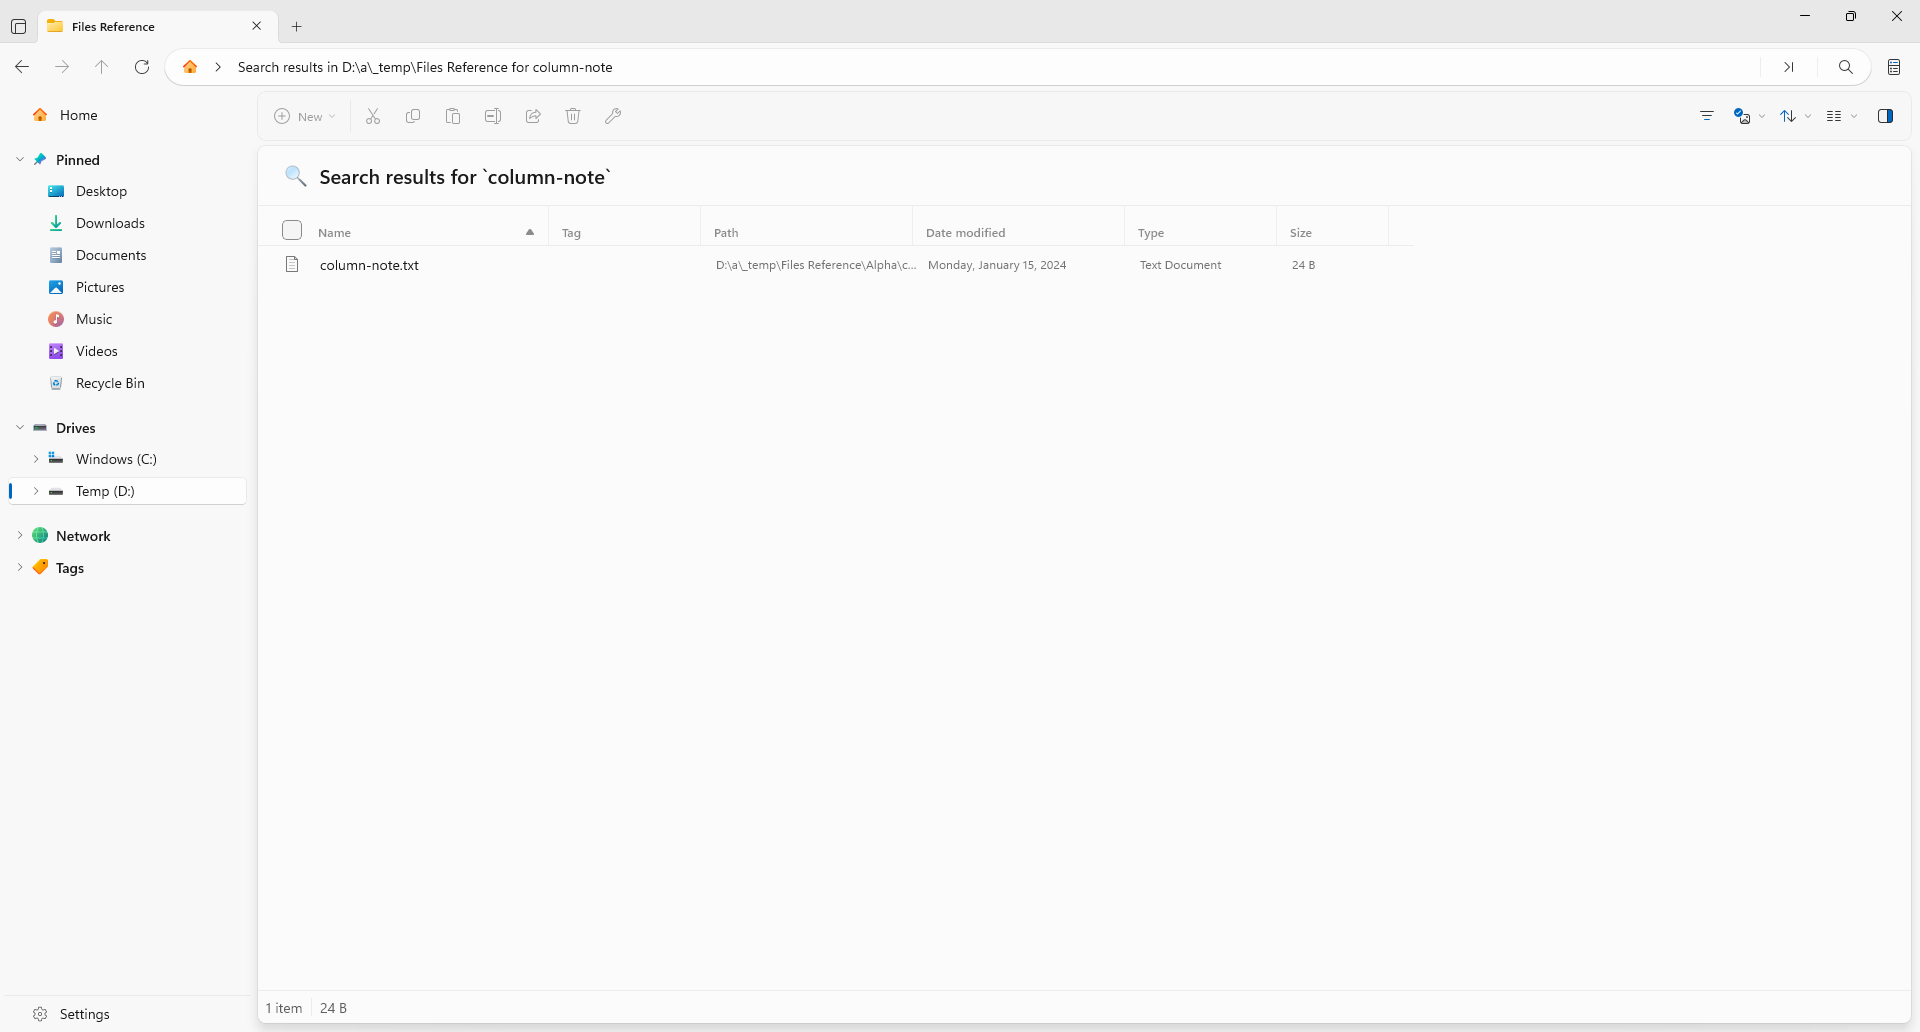 Files Reference
Search results in D:\a\_temp\Files Reference for column-note
Home
New
Pinned
Desktop
Downloads
Documents
Pictures
Music
Videos
Recycle Bin
Drives
Windows (C:)
Temp (D:)
Network
Tags
Settings
Search results for `column-note`
Name Tag Path Date modified Type Size
column-note.txt D:\a\_temp\Files Reference\Alpha\c... Monday, January 15, 2024 Text Document 24 B
1 item 24 B